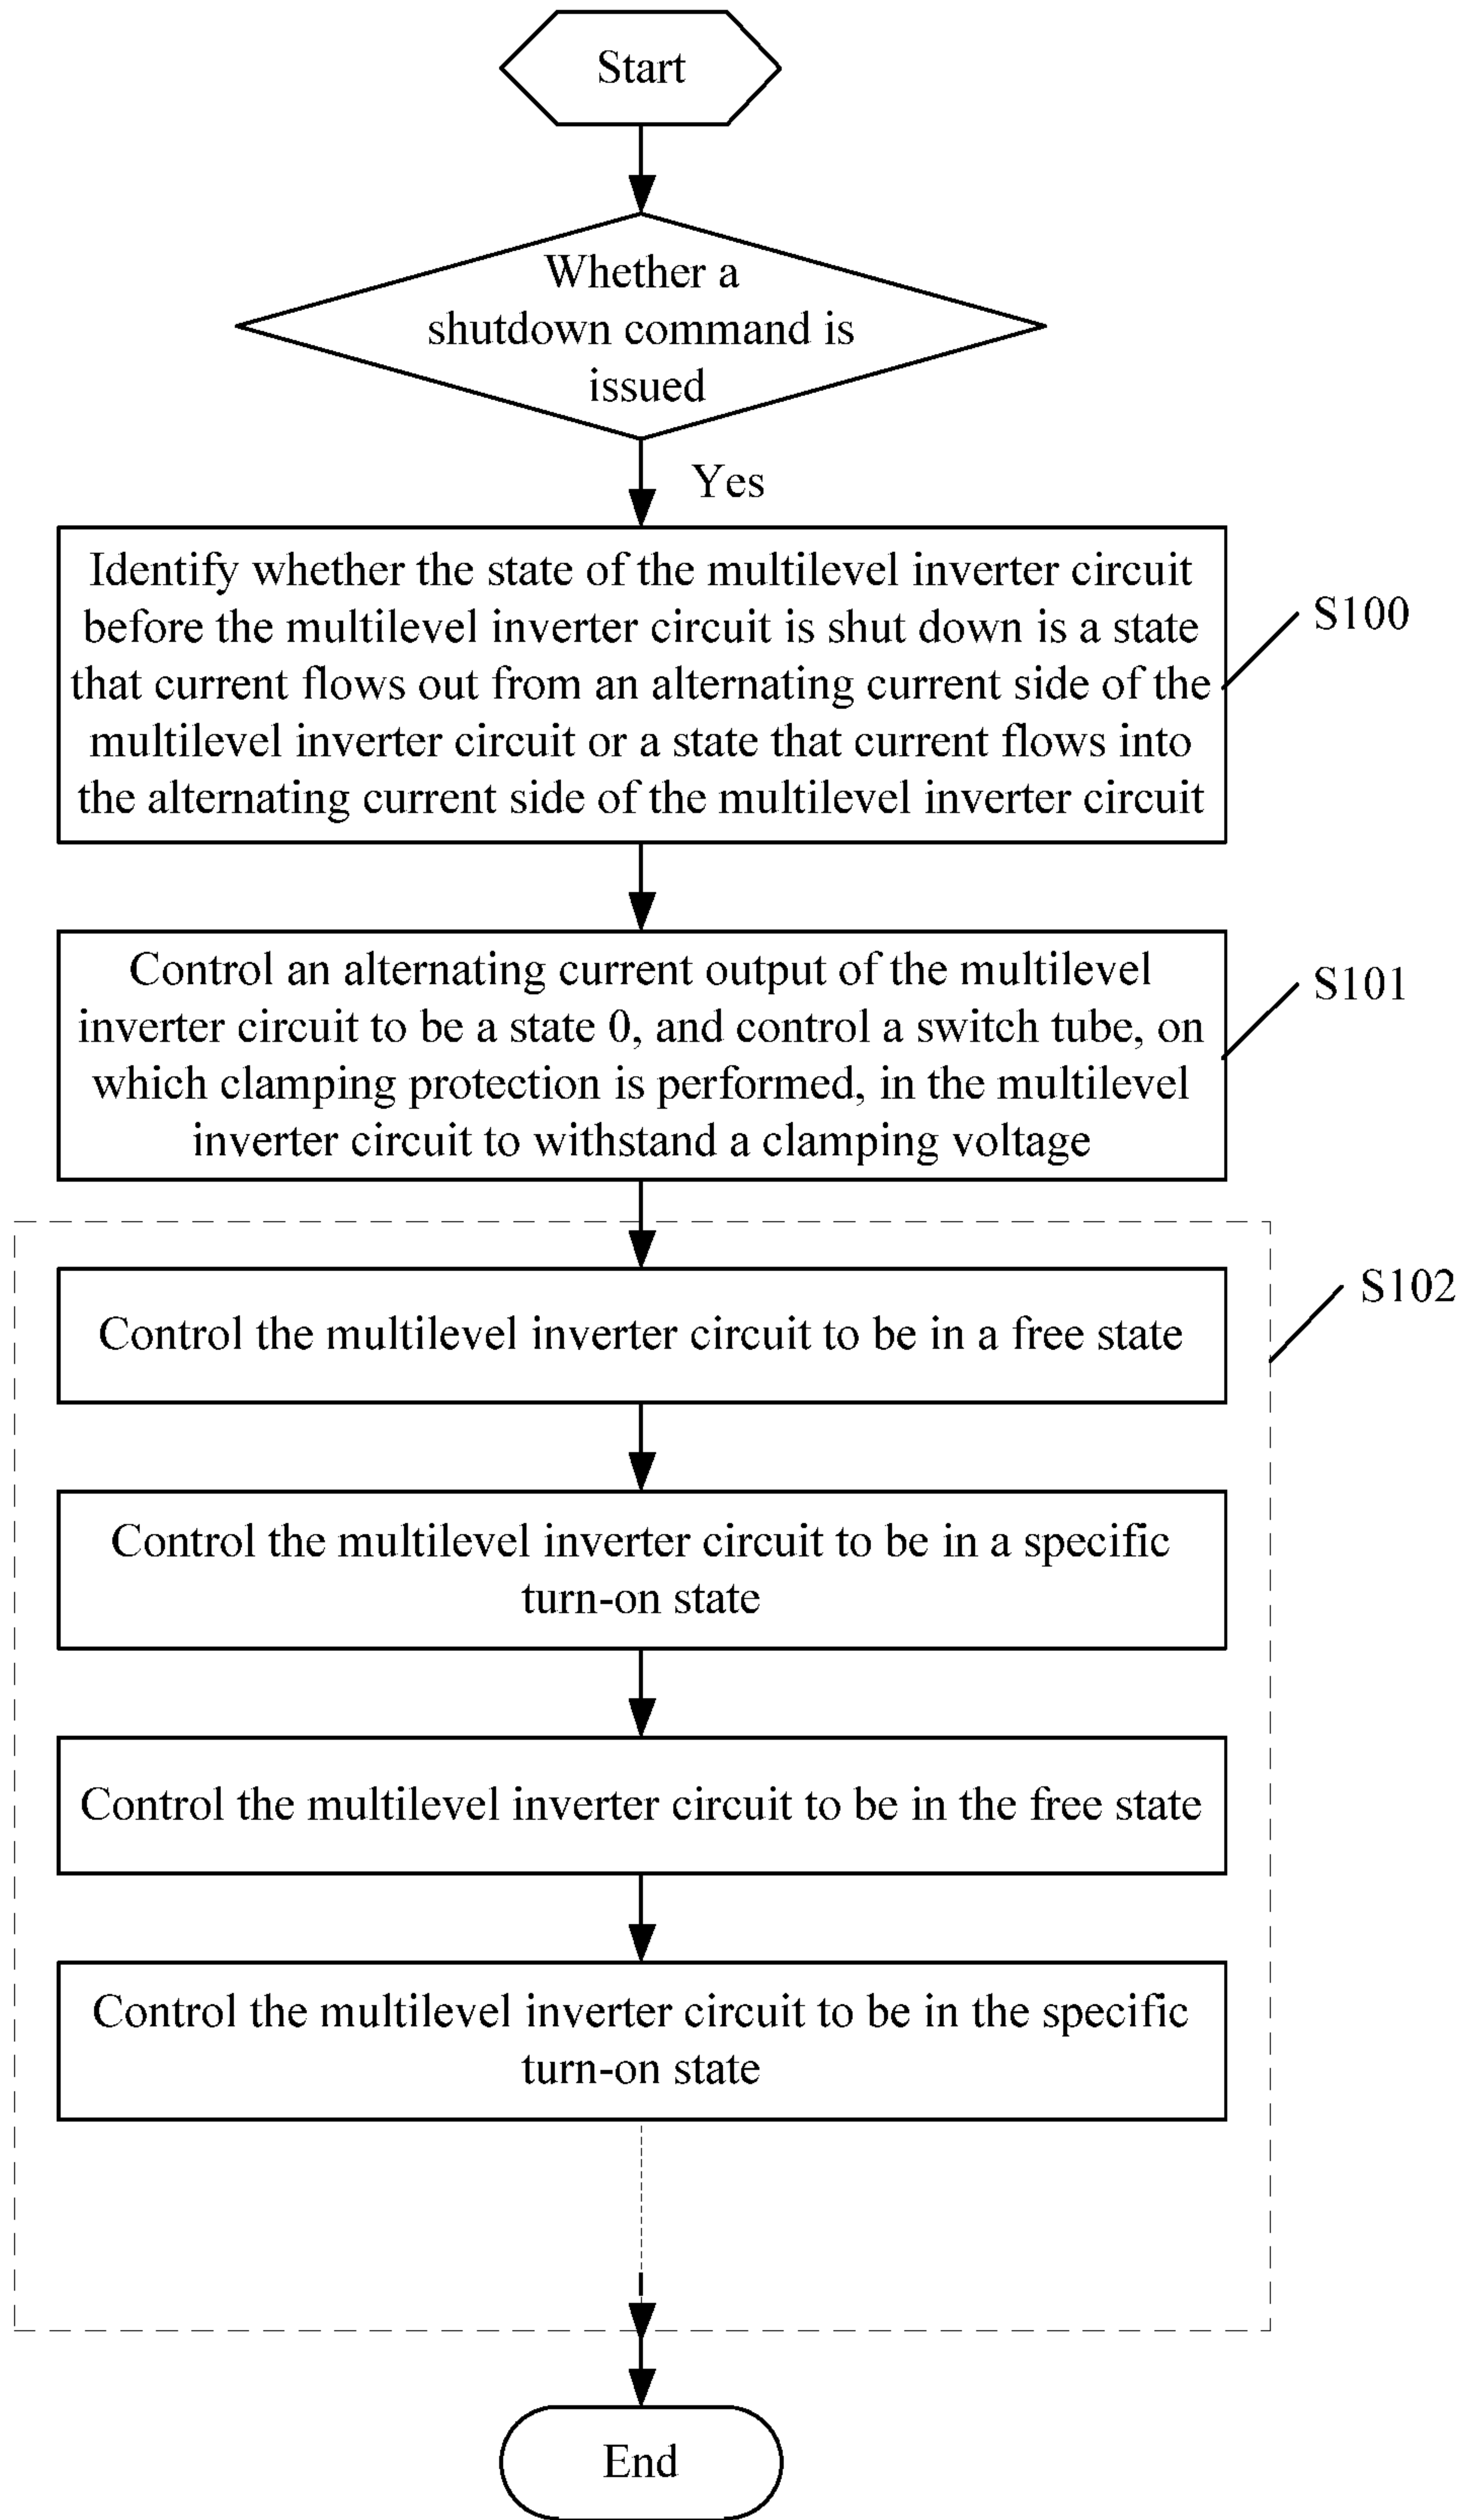 Start
Whether a
shutdown command is
issued
Yes
Identify whether the state of the multilevel inverter circuit
before the multilevel inverter circuit is shut down is a state
that current flows out from an alternating current side of the
multilevel inverter circuit or a state that current flows into
the alternating current side of the multilevel inverter circuit
S100
Control an alternating current output of the multilevel
inverter circuit to be a state 0, and control a switch tube, on
which clamping protection is performed, in the multilevel
inverter circuit to withstand a clamping voltage
S101
Control the multilevel inverter circuit to be in a free state
S102
Control the multilevel inverter circuit to be in a specific
turn-on state
Control the multilevel inverter circuit to be in the free state
Control the multilevel inverter circuit to be in the specific
turn-on state
End